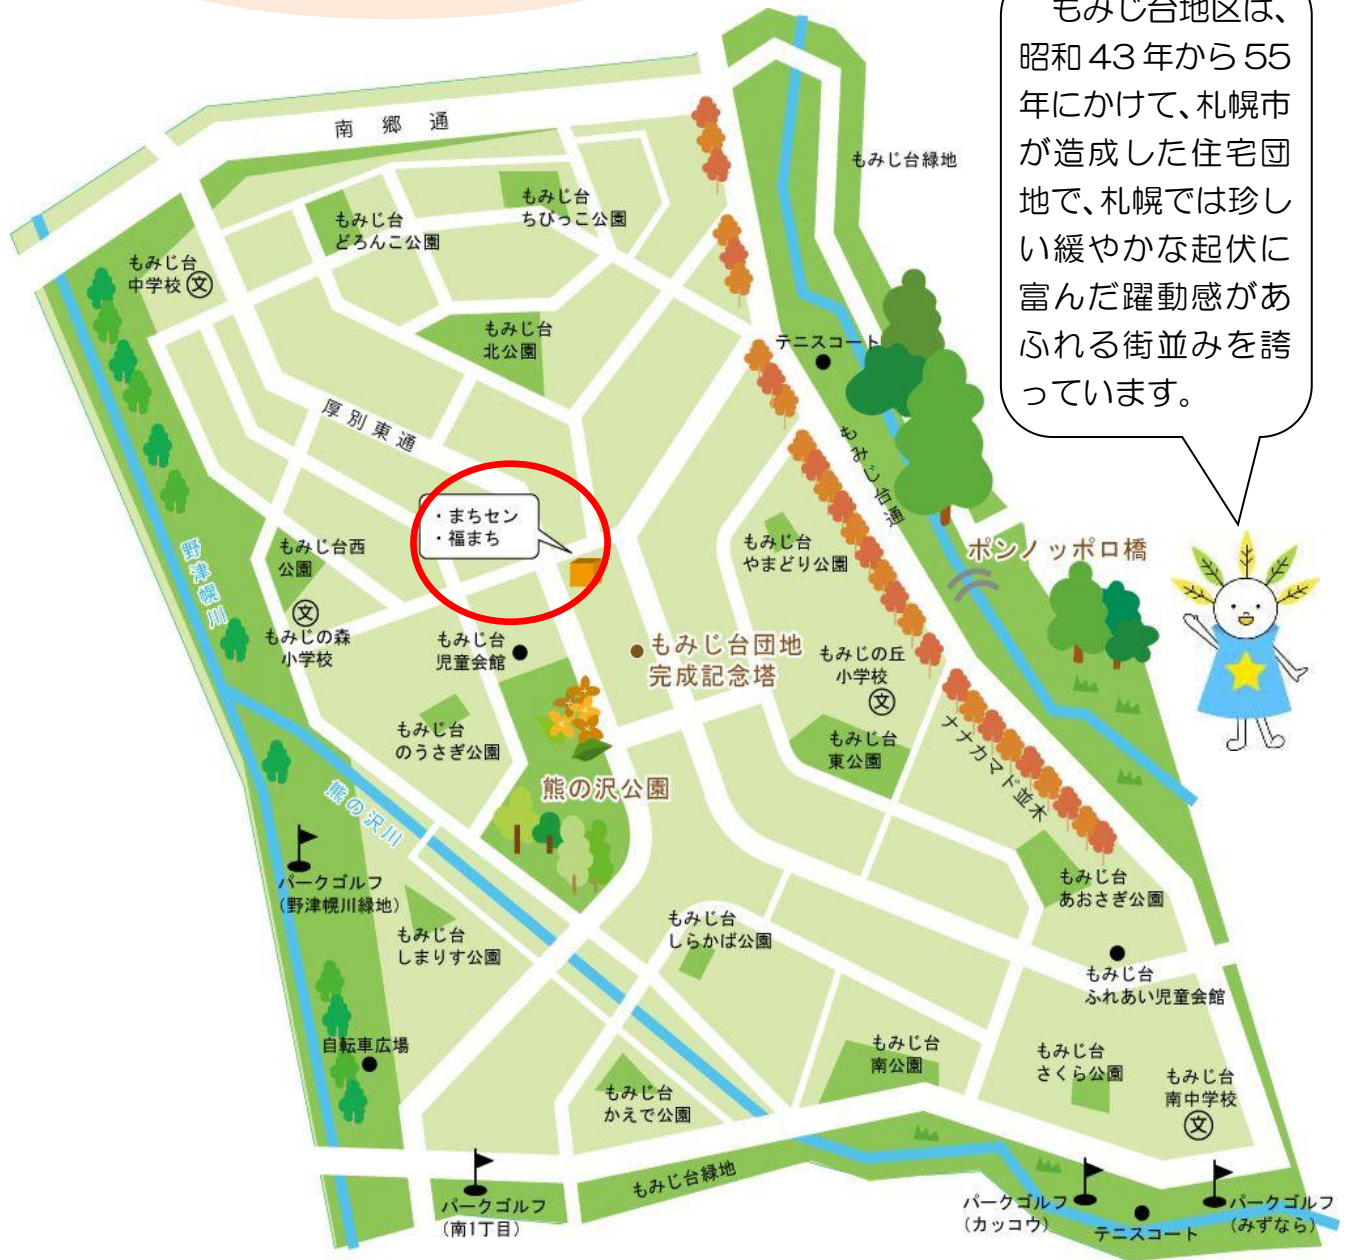 もみじ台地区は、
昭和43年から55
年にかけて、札幌市
が造成した住宅団
地で、札幌では珍し
い緩やかな起伏に
富んだ躍動感があ
ふれる街並みを誇
っています。
南郷通
もみじ台緑地
もみじ台
ちびっこ公園
もみじ台
どろんこ公園
もみじ台
中学校 文
もみじ台
北公園
テニスコート
厚別東通
もみじ台通
・まちセン
・福まち
もみじ台西
公園
もみじ台
やまどり公園
ポンノッポロ橋
野津幌川
文
もみじの森
小学校
もみじ台
児童会館
もみじ台団地
完成記念塔
もみじの丘
小学校
文
もみじ台
のうさぎ公園
もみじ台
東公園
ナナカマド並木
熊の沢公園
熊の沢川
パークゴルフ
(野津幌川緑地)
もみじ台
あおさぎ公園
もみじ台
しまりす公園
もみじ台
しらかば公園
もみじ台
ふれあい児童会館
自転車広場
もみじ台
南公園
もみじ台
さくら公園
もみじ台
南中学校
文
もみじ台
かえで公園
もみじ台緑地
パークゴルフ
(南1丁目)
パークゴルフ
(カッコウ)
テニスコート
パークゴルフ
(みずなら)